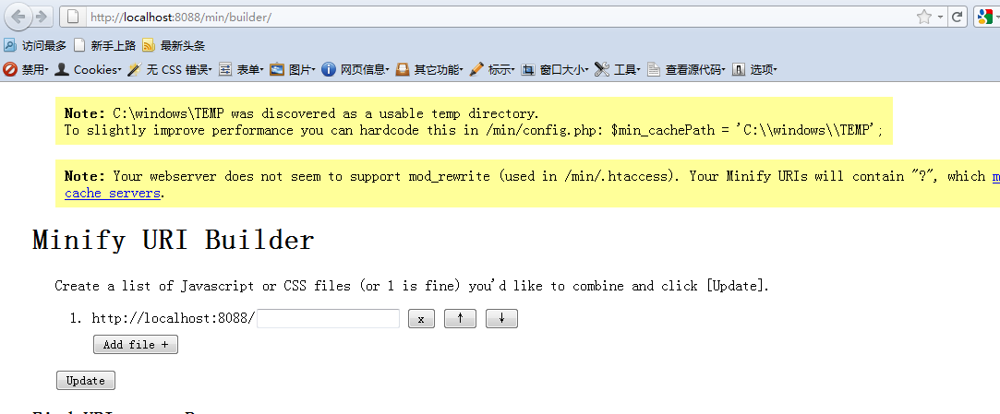 http://localhost:8088/min/builder/
访问最多 新手上路 最新头条
禁用 Cookies 无 CSS 错误 表单 图片 网页信息 其它功能 标示 窗口大小 工具 查看源代码 选项
Note: C:\windows\TEMP was discovered as a usable temp directory.
To slightly improve performance you can hardcode this in /min/config.php: $min_cachePath = 'C:\\windows\\TEMP';
Note: Your webserver does not seem to support mod_rewrite (used in /min/.htaccess). Your Minify URIs will contain "?", which
cache servers.
Minify URI Builder
Create a list of Javascript or CSS files (or 1 is fine) you'd like to combine and click [Update].
1. http://localhost:8088/ x ↑ ↓
Add file +
Update